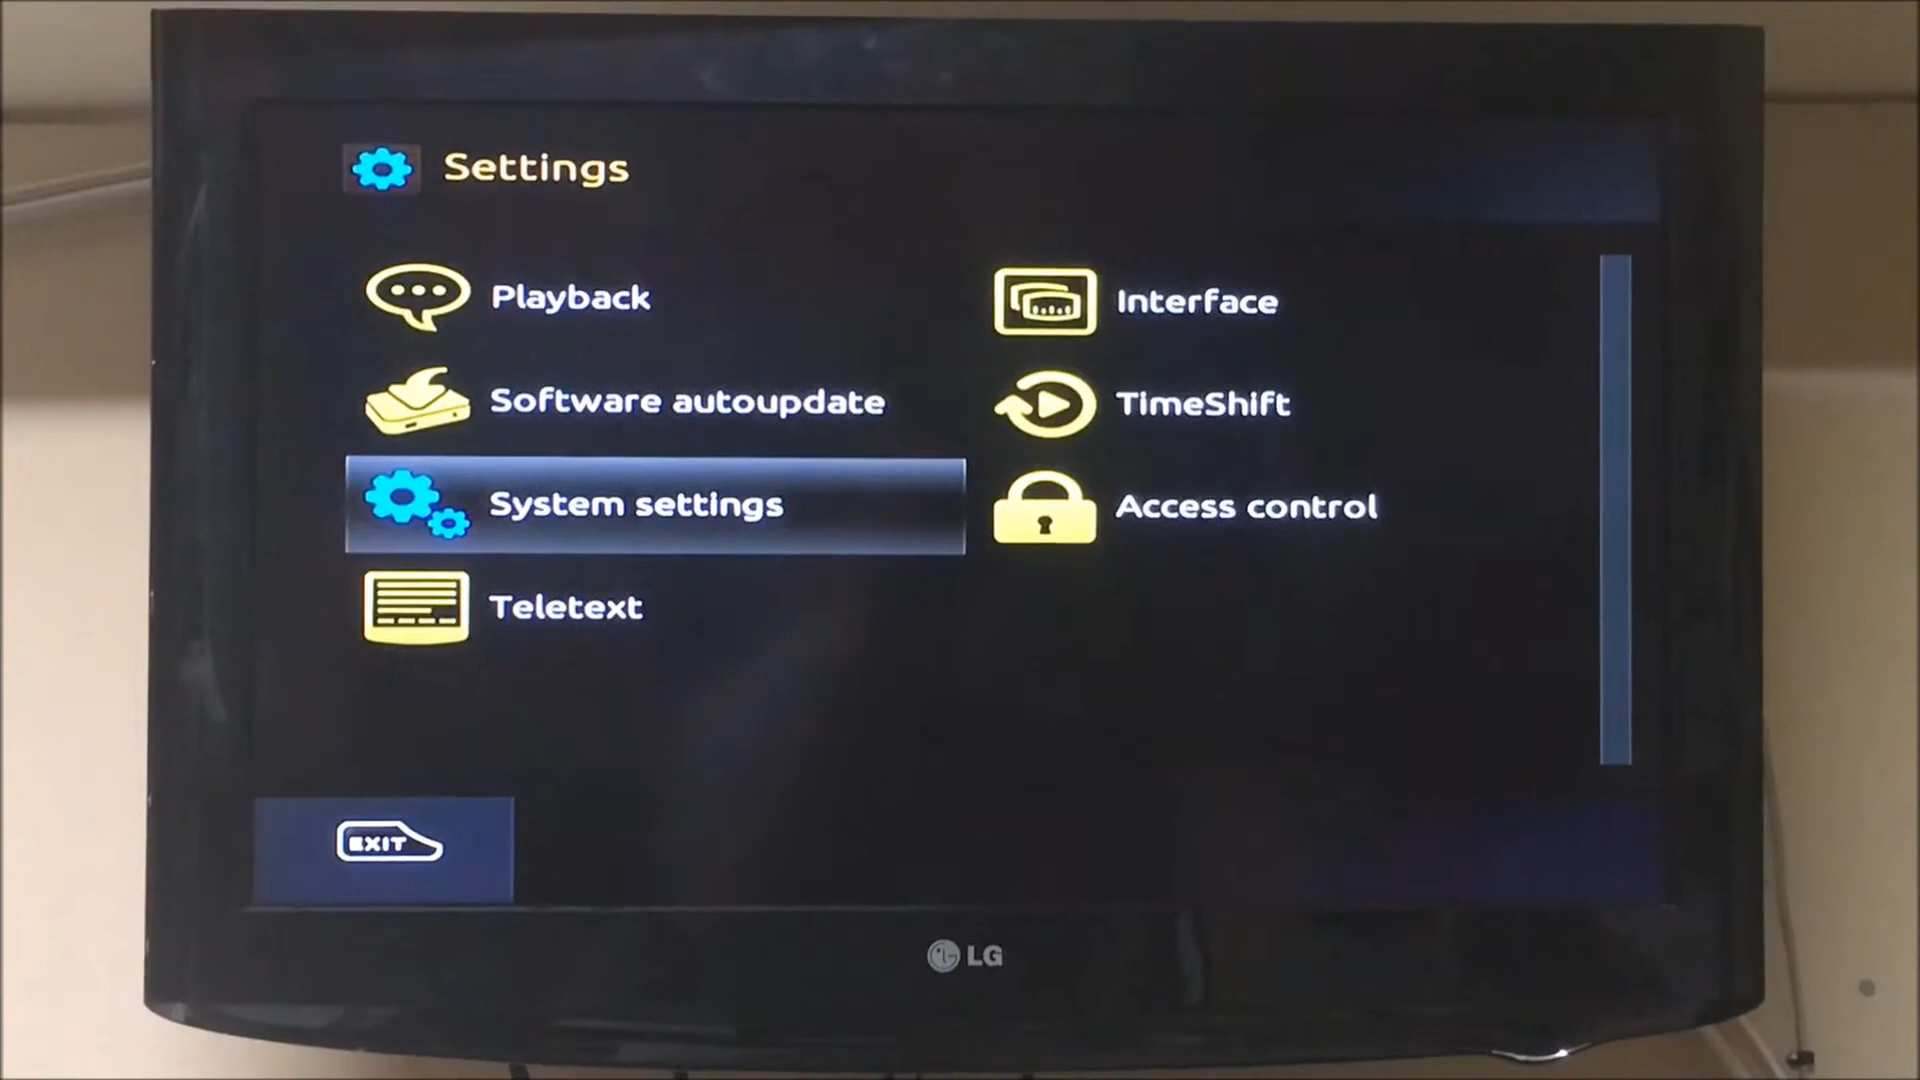 Settings
Playback
Interface
Software autoupdate
TimeShift
System settings
Access control
Teletext
EXIT
LG